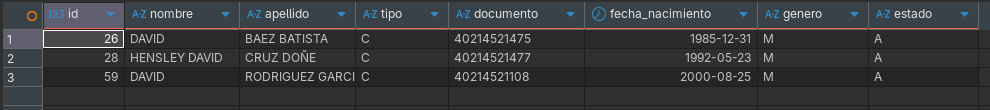 123 id A-Z nombre A-Z apellido A-Z tipo A-Z documento fecha_nacimiento A-Z genero A-Z estado
1 26 DAVID BAEZ BATISTA C 40214521475 1985-12-31 M A
2 28 HENSLEY DAVID CRUZ DOÑE C 40214521477 1992-05-23 M A
3 59 DAVID RODRIGUEZ GARCI C 40214521108 2000-08-25 M A